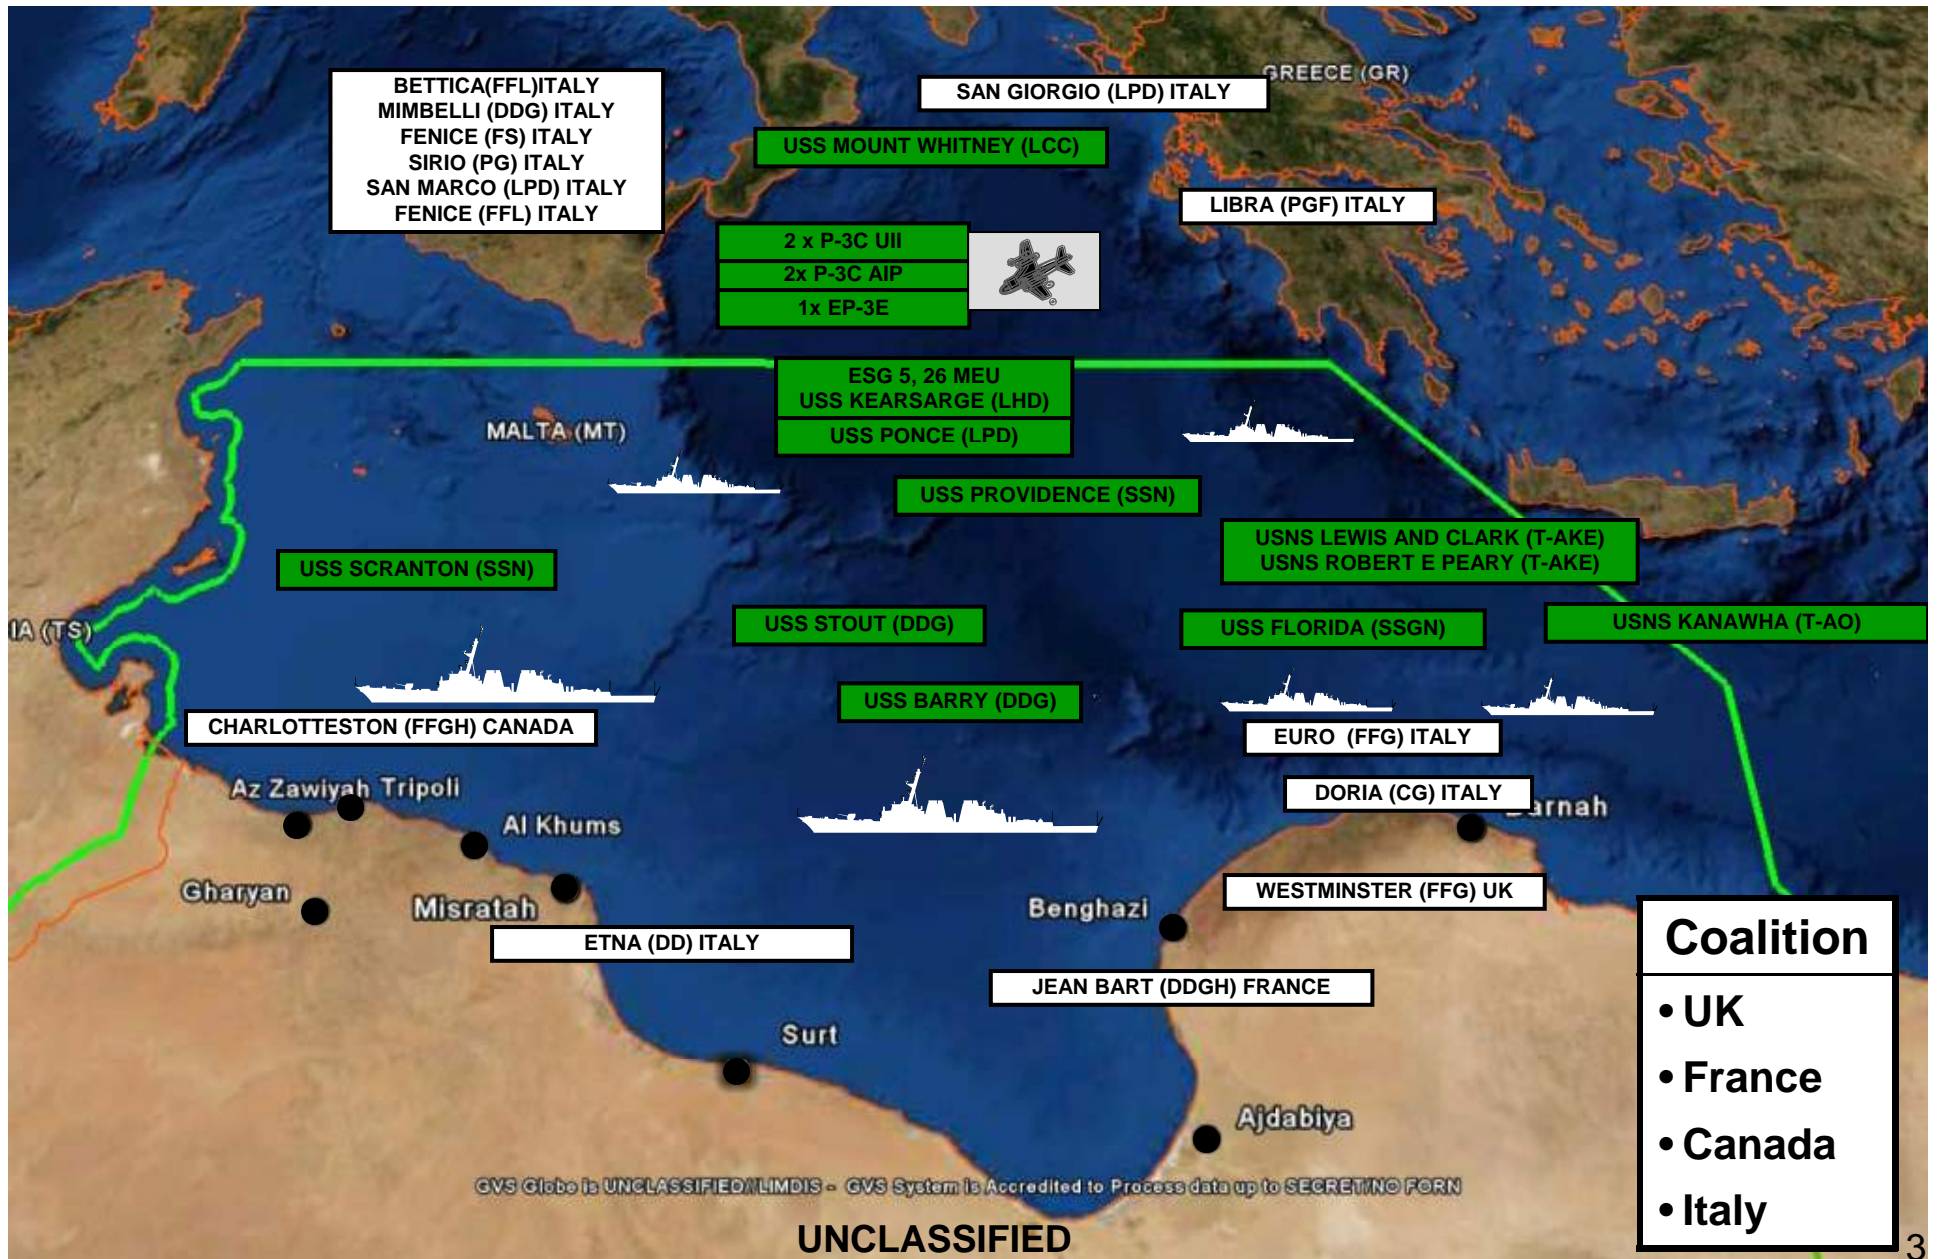 BETTICA(FFL)ITALY
MIMBELLI (DDG) ITALY
FENICE (FS) ITALY
SIRIO (PG) ITALY
SAN MARCO (LPD) ITALY
FENICE (FFL) ITALY
SAN GIORGIO (LPD) ITALY
GREECE (GR)
USS MOUNT WHITNEY (LCC)
LIBRA (PGF) ITALY
2 x P-3C UII
2x P-3C AIP
1x EP-3E
ESG 5, 26 MEU
USS KEARSARGE (LHD)
USS PONCE (LPD)
MALTA (MT)
USS PROVIDENCE (SSN)
USNS LEWIS AND CLARK (T-AKE)
USNS ROBERT E PEARY (T-AKE)
USS SCRANTON (SSN)
IA (TS)
USS STOUT (DDG)
USS FLORIDA (SSGN)
USNS KANAWHA (T-AO)
USS BARRY (DDG)
CHARLOTTESTON (FFGH) CANADA
EURO (FFG) ITALY
Az Zawiyah Tripoli
DORIA (CG) ITALY
arnah
Al Khums
Gharyan
Misratah
WESTMINSTER (FFG) UK
Benghazi
ETNA (DD) ITALY
JEAN BART (DDGH) FRANCE
Surt
Ajdabiya
Coalition
• UK
• France
• Canada
• Italy
GVS Globe is UNCLASSIFIED//LIMDIS - GVS System is Accredited to Process data up to SECRET/NO FORN
UNCLASSIFIED
3